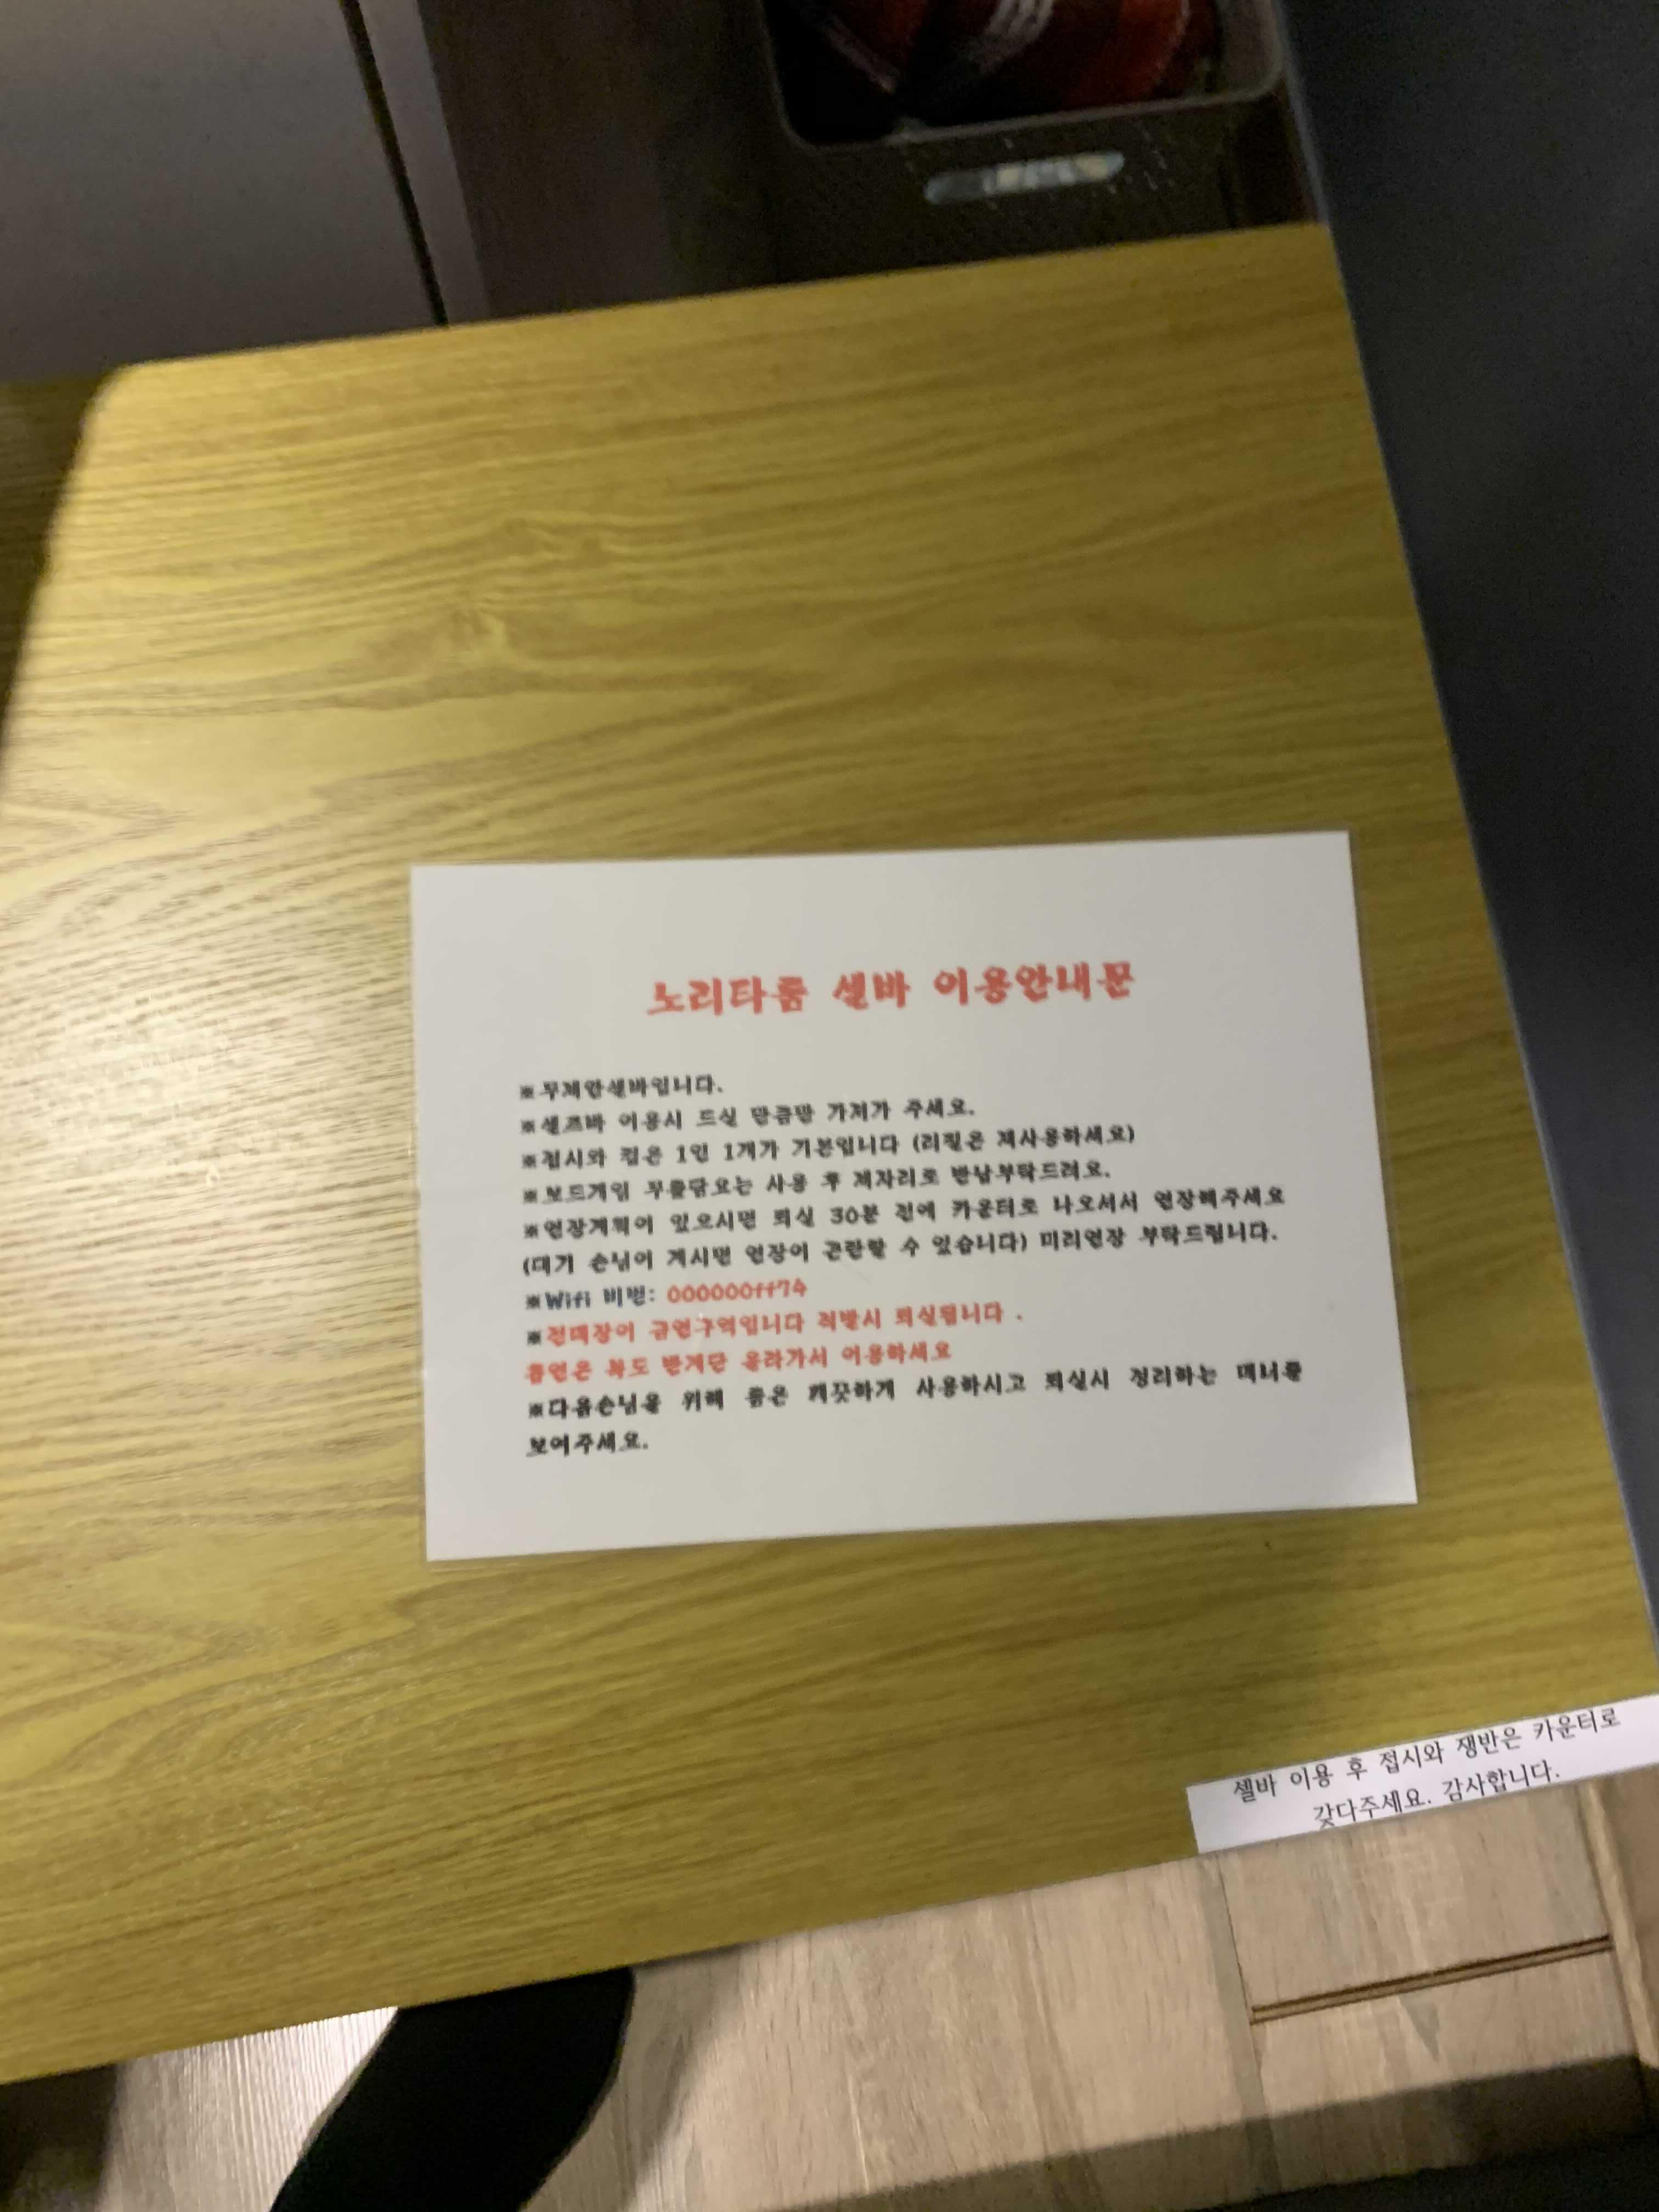 노리타룸 셀바 이용안내문
※무제한셀바입니다.
※셀프바 이용시 드실 만큼만 가져가 주세요.
※접시와 컵은 1인 1개가 기본입니다 (리필은 재사용하세요)
※보드게임 무릎담요는 사용 후 제자리로 반납부탁드려요.
※연장계획이 있으시면 퇴실 30분 전에 카운터로 나오셔서 연장해주세요
(대기 손님이 계시면 연장이 곤란할 수 있습니다) 미리연장 부탁드립니다.
※Wifi 비번: 000000ff74
※전매장이 금연구역입니다 적발시 퇴실됩니다 .
흡연은 복도 반계단 올라가서 이용하세요
※다음손님을 위해 룸은 깨끗하게 사용하시고 퇴실시 정리하는 매너를
보여주세요.
셀바 이용 후 접시와 쟁반은 카운터로
갖다주세요. 감사합니다.